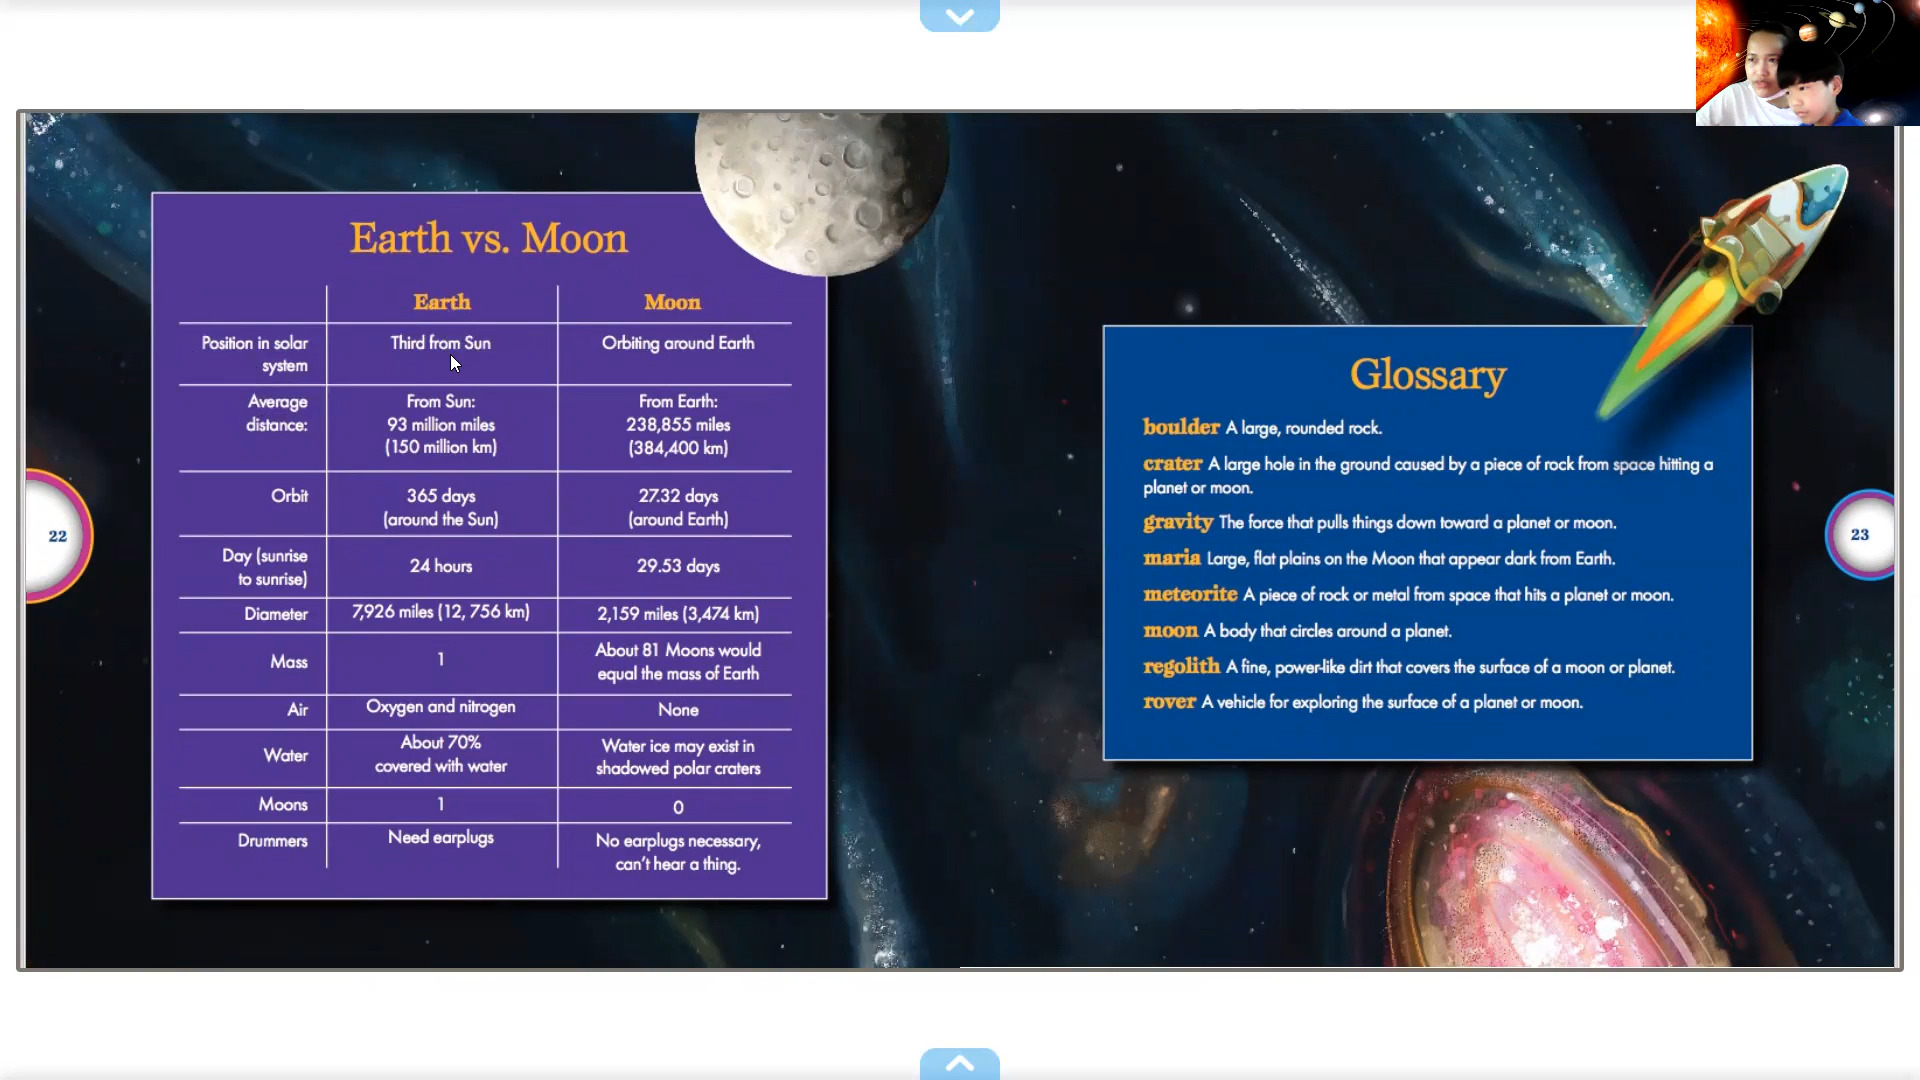 Earth vs. Moon
Earth Moon
Position in solar
system
Third from Sun
Orbiting around Earth
Average
distance:
From Sun:
93 million miles
(150 million km)
From Earth:
238,855 miles
(384,400 km)
Orbit
365 days
(around the Sun)
27.32 days
(around Earth)
Day (sunrise
to sunrise)
24 hours
29.53 days
Diameter
7,926 miles (12, 756 km)
2,159 miles (3,474 km)
Mass
1
About 81 Moons would
equal the mass of Earth
Air
Oxygen and nitrogen
None
Water
About 70%
covered with water
Water ice may exist in
shadowed polar craters
Moons
1
0
Drummers
Need earplugs
No earplugs necessary,
can't hear a thing.
22
Glossary
boulder A large, rounded rock.
crater A large hole in the ground caused by a piece of rock from space hitting a
planet or moon.
gravity The force that pulls things down toward a planet or moon.
maria Large, flat plains on the Moon that appear dark from Earth.
meteorite A piece of rock or metal from space that hits a planet or moon.
moon A body that circles around a planet.
regolith A fine, power-like dirt that covers the surface of a moon or planet.
rover A vehicle for exploring the surface of a planet or moon.
23